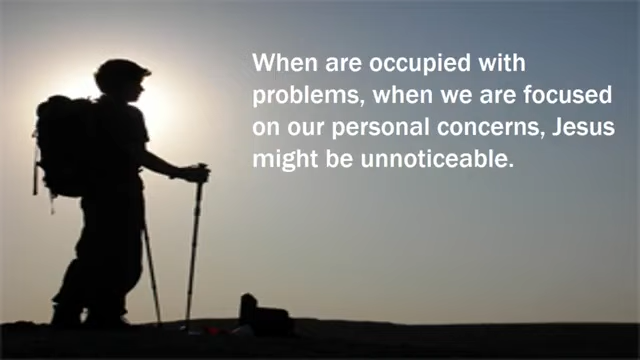 When are occupied with
problems, when we are focused
on our personal concerns, Jesus
might be unnoticeable.